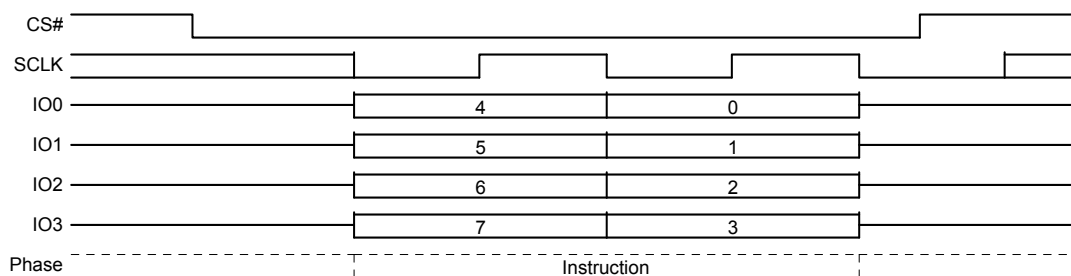 CS#
SCLK
IO0 4 0
IO1 5 1
IO2 6 2
IO3 7 3
Phase Instruction